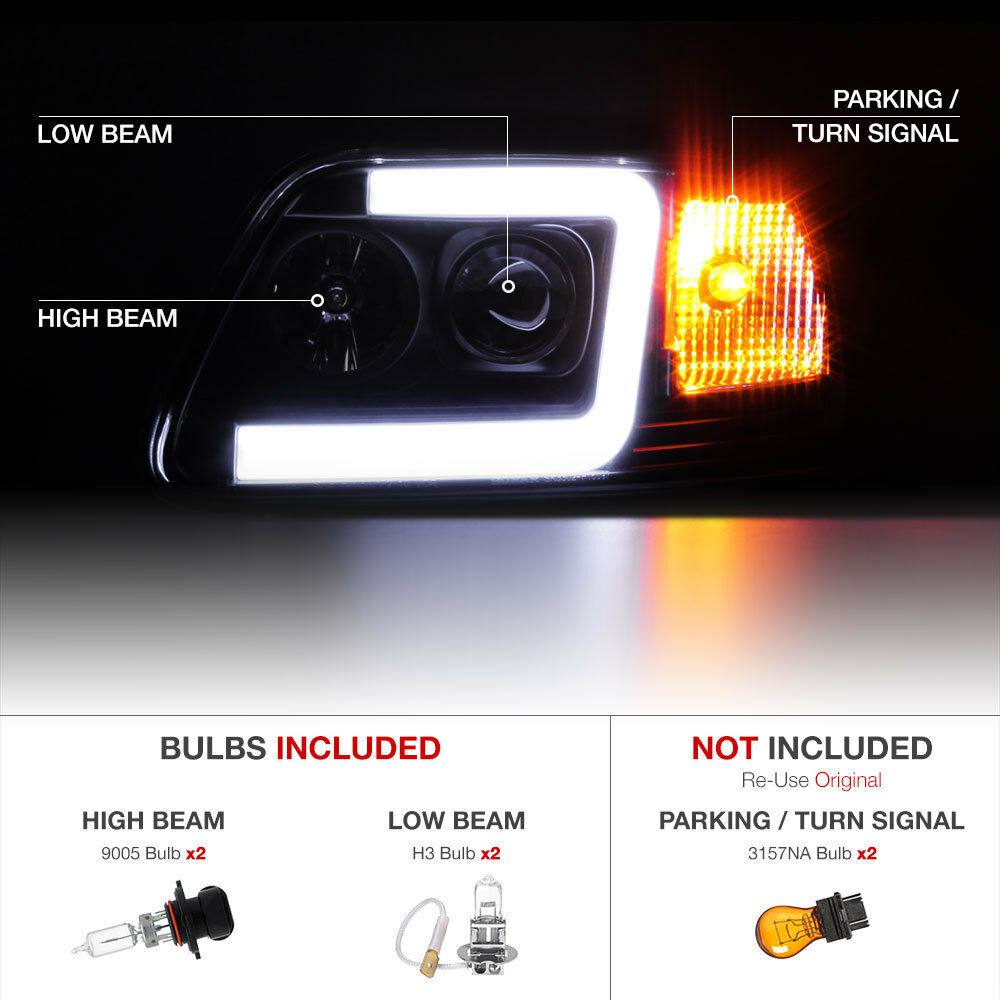 LOW BEAM
PARKING /
TURN SIGNAL
HIGH BEAM
BULBS INCLUDED
HIGH BEAM
9005 Bulb x2
LOW BEAM
H3 Bulb x2
NOT INCLUDED
Re-Use Original
PARKING / TURN SIGNAL
3157NA Bulb x2